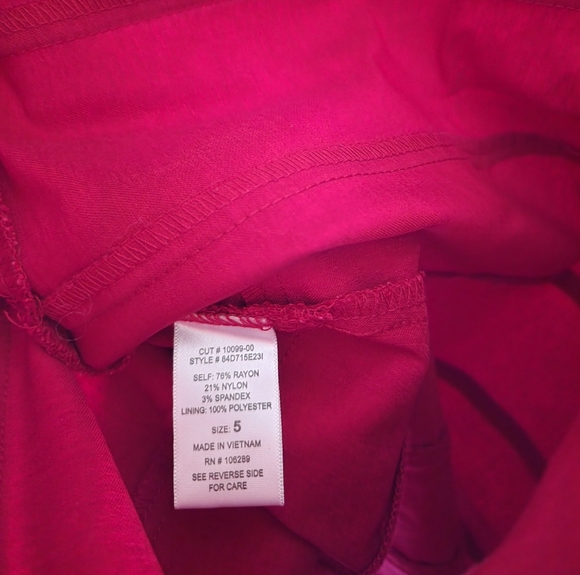 CUT # 10099-00
STYLE # 64D715E23I
SELF: 76% RAYON
21% NYLON
3% SPANDEX
LINING: 100% POLYESTER
SIZE: 5
MADE IN VIETNAM
RN # 106289
SEE REVERSE SIDE
FOR CARE